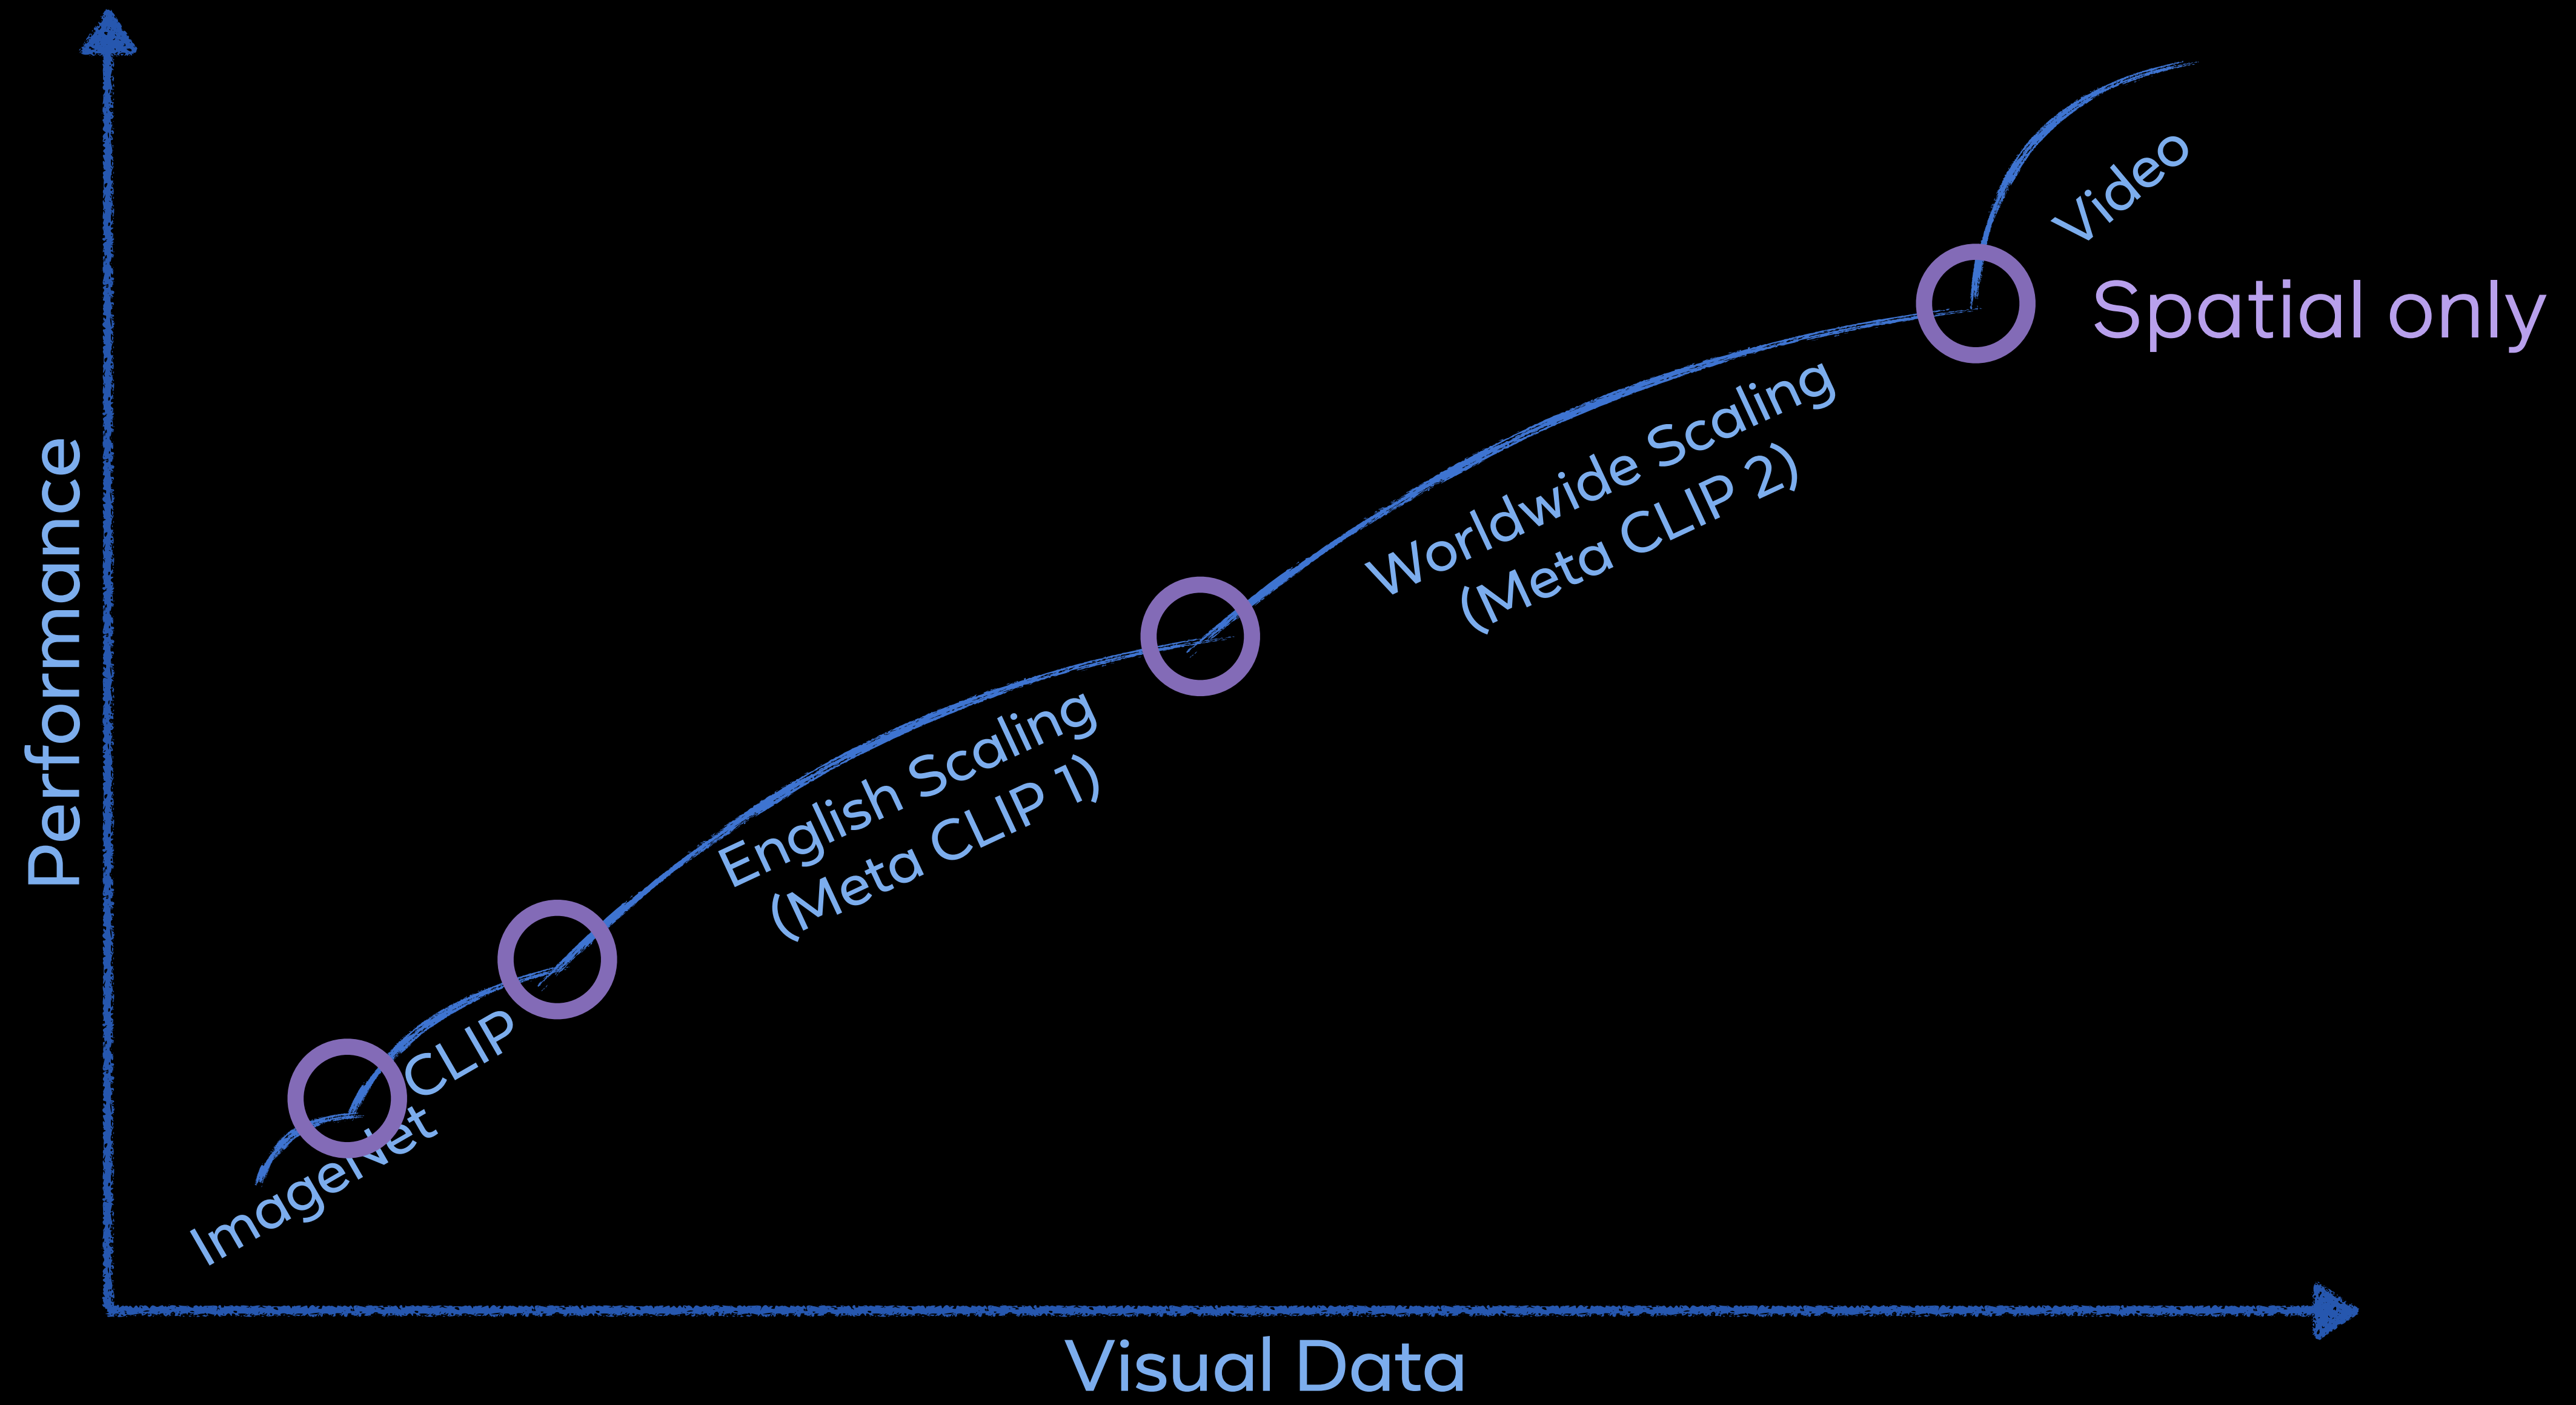 Performance
Video
Spatial only
Worldwide Scaling
(Meta CLIP 2)
English Scaling
(Meta CLIP 1)
CLIP
ImageNet
Visual Data